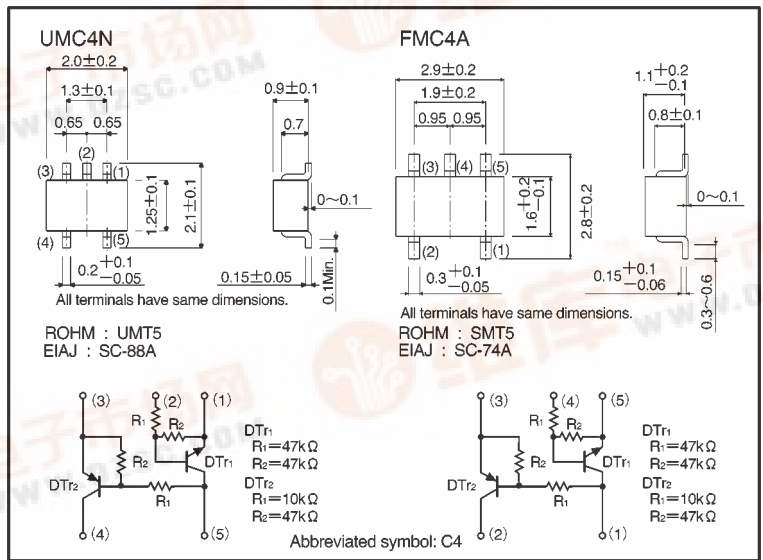 UMC4N
2.0±0.2
1.3±0.1
0.65 0.65
(2)
(3) (1)
(4) (5)
1.25±0.1
2.1±0.1
0.2 +0.1 −0.05
0.9±0.1
0.7
0〜0.1
0.15±0.05
0.1Min.
All terminals have same dimensions.
ROHM : UMT5
EIAJ : SC-88A
FMC4A
2.9±0.2
1.9±0.2
0.95 0.95
(3) (4) (5)
(2) (1)
1.6 +0.2 −0.1
2.8±0.2
0.3 +0.1 −0.05
1.1 +0.2 −0.1
0.8±0.1
0〜0.1
0.15 +0.1 −0.06
0.3〜0.6
All terminals have same dimensions.
ROHM : SMT5
EIAJ : SC-74A
(3) (2) (1)
R1 R2
R2
DTr1
DTr2
R1
(4) (5)
DTr1
R1=47kΩ
R2=47kΩ
DTr2
R1=10kΩ
R2=47kΩ
(3) (4) (5)
R1 R2
R2
DTr1
DTr2
R1
(2) (1)
DTr1
R1=47kΩ
R2=47kΩ
DTr2
R1=10kΩ
R2=47kΩ
Abbreviated symbol: C4
WWW.DZSC.COM
维库